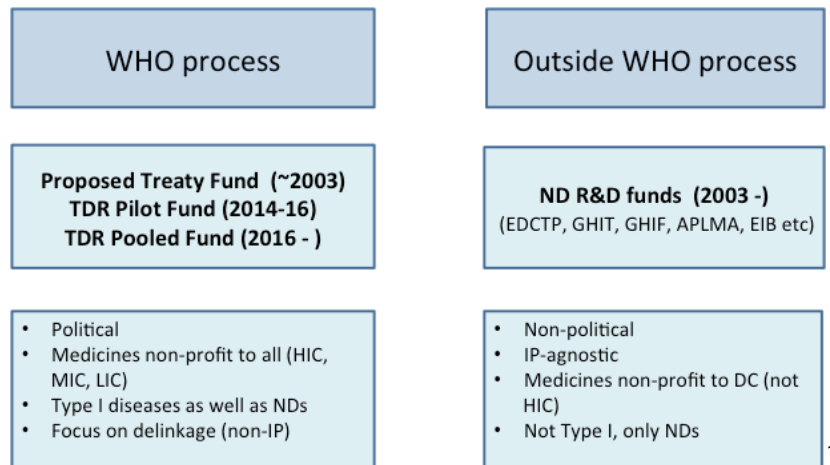 WHO process
Proposed Treaty Fund (~2003)
TDR Pilot Fund (2014-16)
TDR Pooled Fund (2016 - )
• Political
• Medicines non-profit to all (HIC,
MIC, LIC)
• Type I diseases as well as NDs
• Focus on delinkage (non-IP)
Outside WHO process
ND R&D funds (2003 -)
(EDCTP, GHIT, GHIF, APLMA, EIB etc)
• Non-political
• IP-agnostic
• Medicines non-profit to DC (not
HIC)
• Not Type I, only NDs